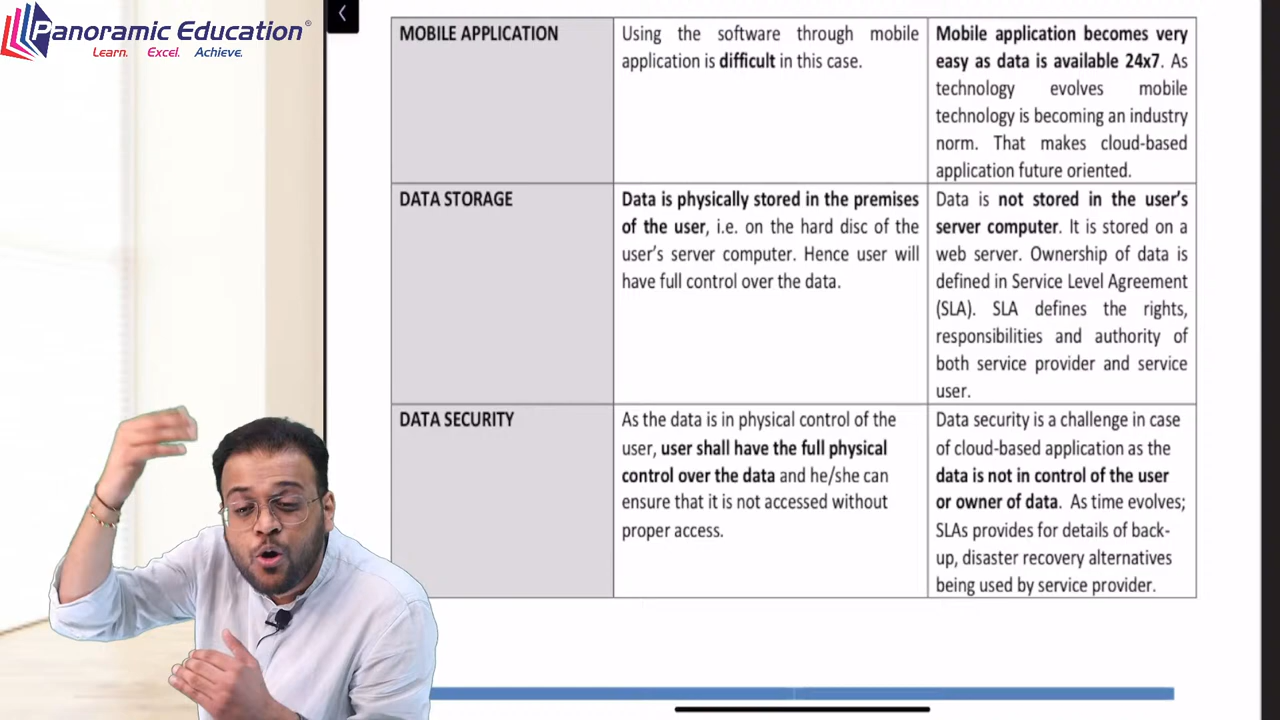 Panoramic Education®
Learn. Excel. Achieve.
MOBILE APPLICATION
Using the software through mobile
application is difficult in this case.
Mobile application becomes very
easy as data is available 24x7. As
technology evolves mobile
technology is becoming an industry
norm. That makes cloud-based
application future oriented.
DATA STORAGE
Data is physically stored in the premises
of the user, i.e. on the hard disc of the
user's server computer. Hence user will
have full control over the data.
Data is not stored in the user's
server computer. It is stored on a
web server. Ownership of data is
defined in Service Level Agreement
(SLA). SLA defines the rights,
responsibilities and authority of
both service provider and service
user.
DATA SECURITY
As the data is in physical control of the
user, user shall have the full physical
control over the data and he/she can
ensure that it is not accessed without
proper access.
Data security is a challenge in case
of cloud-based application as the
data is not in control of the user
or owner of data. As time evolves;
SLAs provides for details of back-
up, disaster recovery alternatives
being used by service provider.